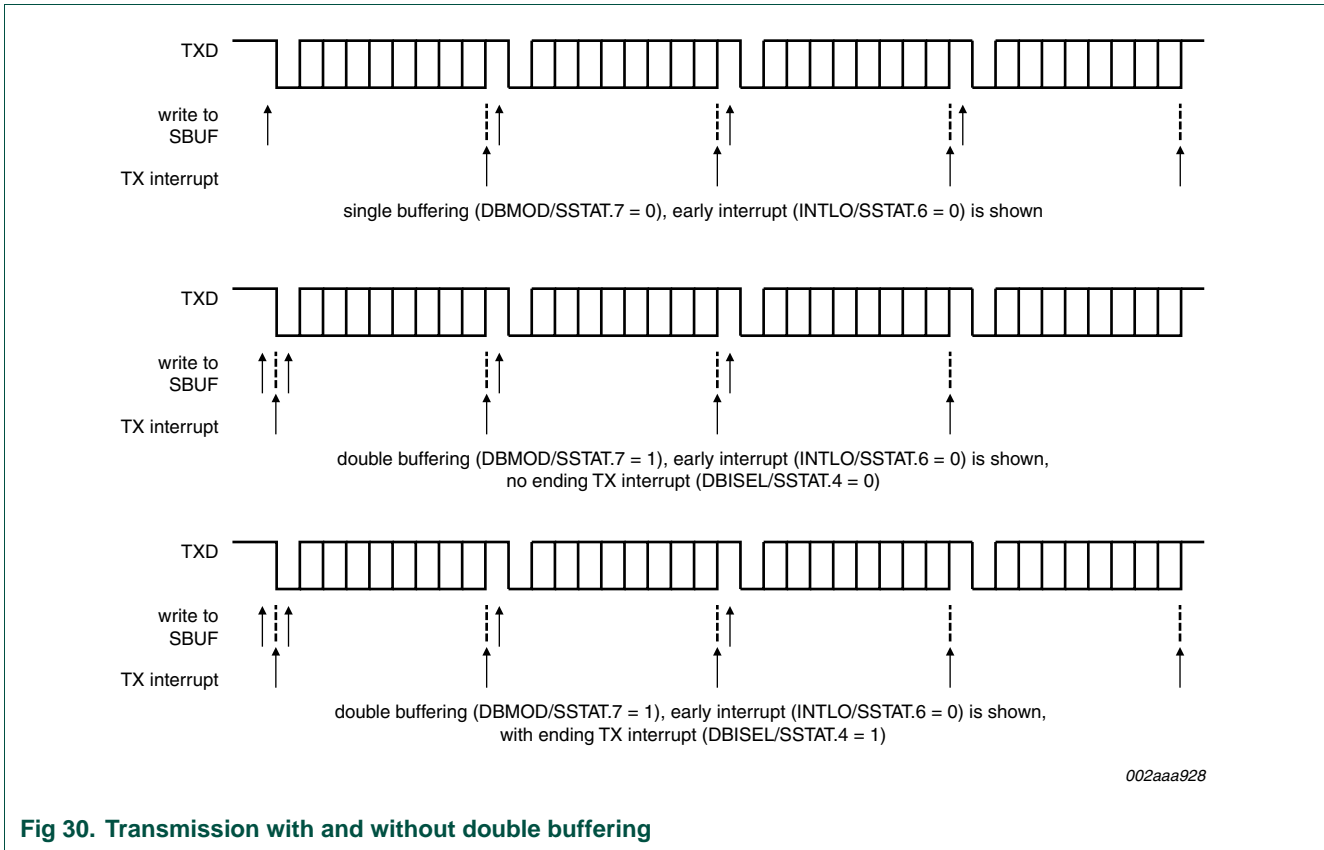 TXD
write to
SBUF
TX interrupt
single buffering (DBMOD/SSTAT.7 = 0), early interrupt (INTLO/SSTAT.6 = 0) is shown
TXD
write to
SBUF
TX interrupt
double buffering (DBMOD/SSTAT.7 = 1), early interrupt (INTLO/SSTAT.6 = 0) is shown,
no ending TX interrupt (DBISEL/SSTAT.4 = 0)
TXD
write to
SBUF
TX interrupt
double buffering (DBMOD/SSTAT.7 = 1), early interrupt (INTLO/SSTAT.6 = 0) is shown,
with ending TX interrupt (DBISEL/SSTAT.4 = 1)
002aaa928
Fig 30. Transmission with and without double buffering